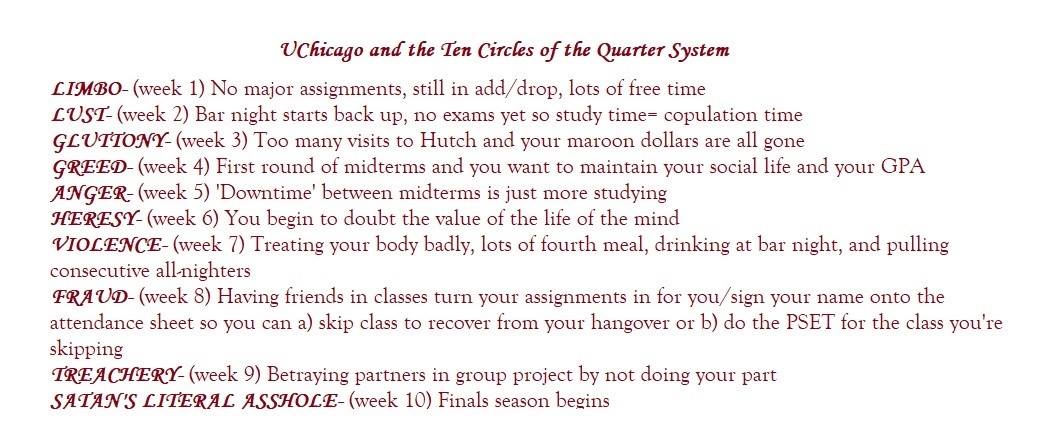 UChicago and the Ten Circles of the Quarter System
LIMBO- (week 1) No major assignments, still in add/drop, lots of free time
LUST- (week 2) Bar night starts back up, no exams yet so study time= copulation time
GLUTTONY- (week 3) Too many visits to Hutch and your maroon dollars are all gone
GREED- (week 4) First round of midterms and you want to maintain your social life and your GPA
ANGER- (week 5) 'Downtime' between midterms is just more studying
HERESY- (week 6) You begin to doubt the value of the life of the mind
VIOLENCE- (week 7) Treating your body badly, lots of fourth meal, drinking at bar night, and pulling
consecutive all-nighters
FRAUD- (week 8) Having friends in classes turn your assignments in for you/sign your name onto the
attendance sheet so you can a) skip class to recover from your hangover or b) do the PSET for the class you're
skipping
TREACHERY- (week 9) Betraying partners in group project by not doing your part
SATAN'S LITERAL ASSHOLE- (week 10) Finals season begins